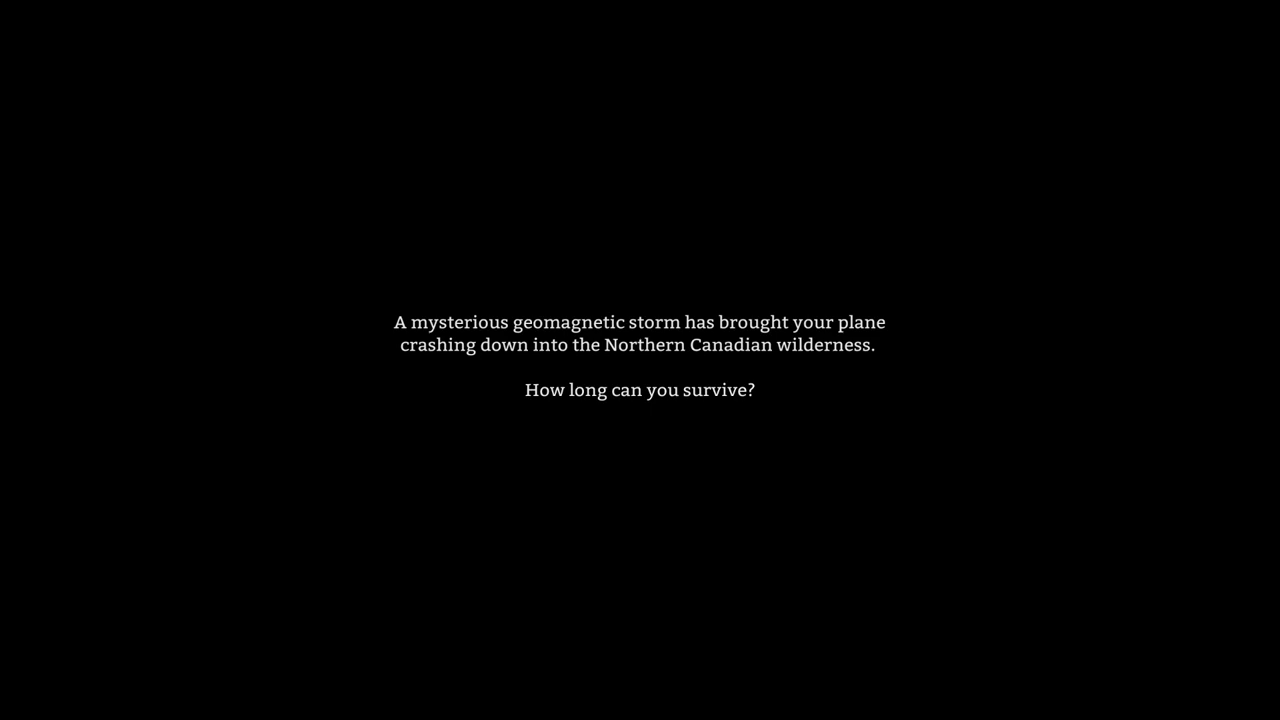 A mysterious geomagnetic storm has brought your plane
crashing down into the Northern Canadian wilderness.
How long can you survive?